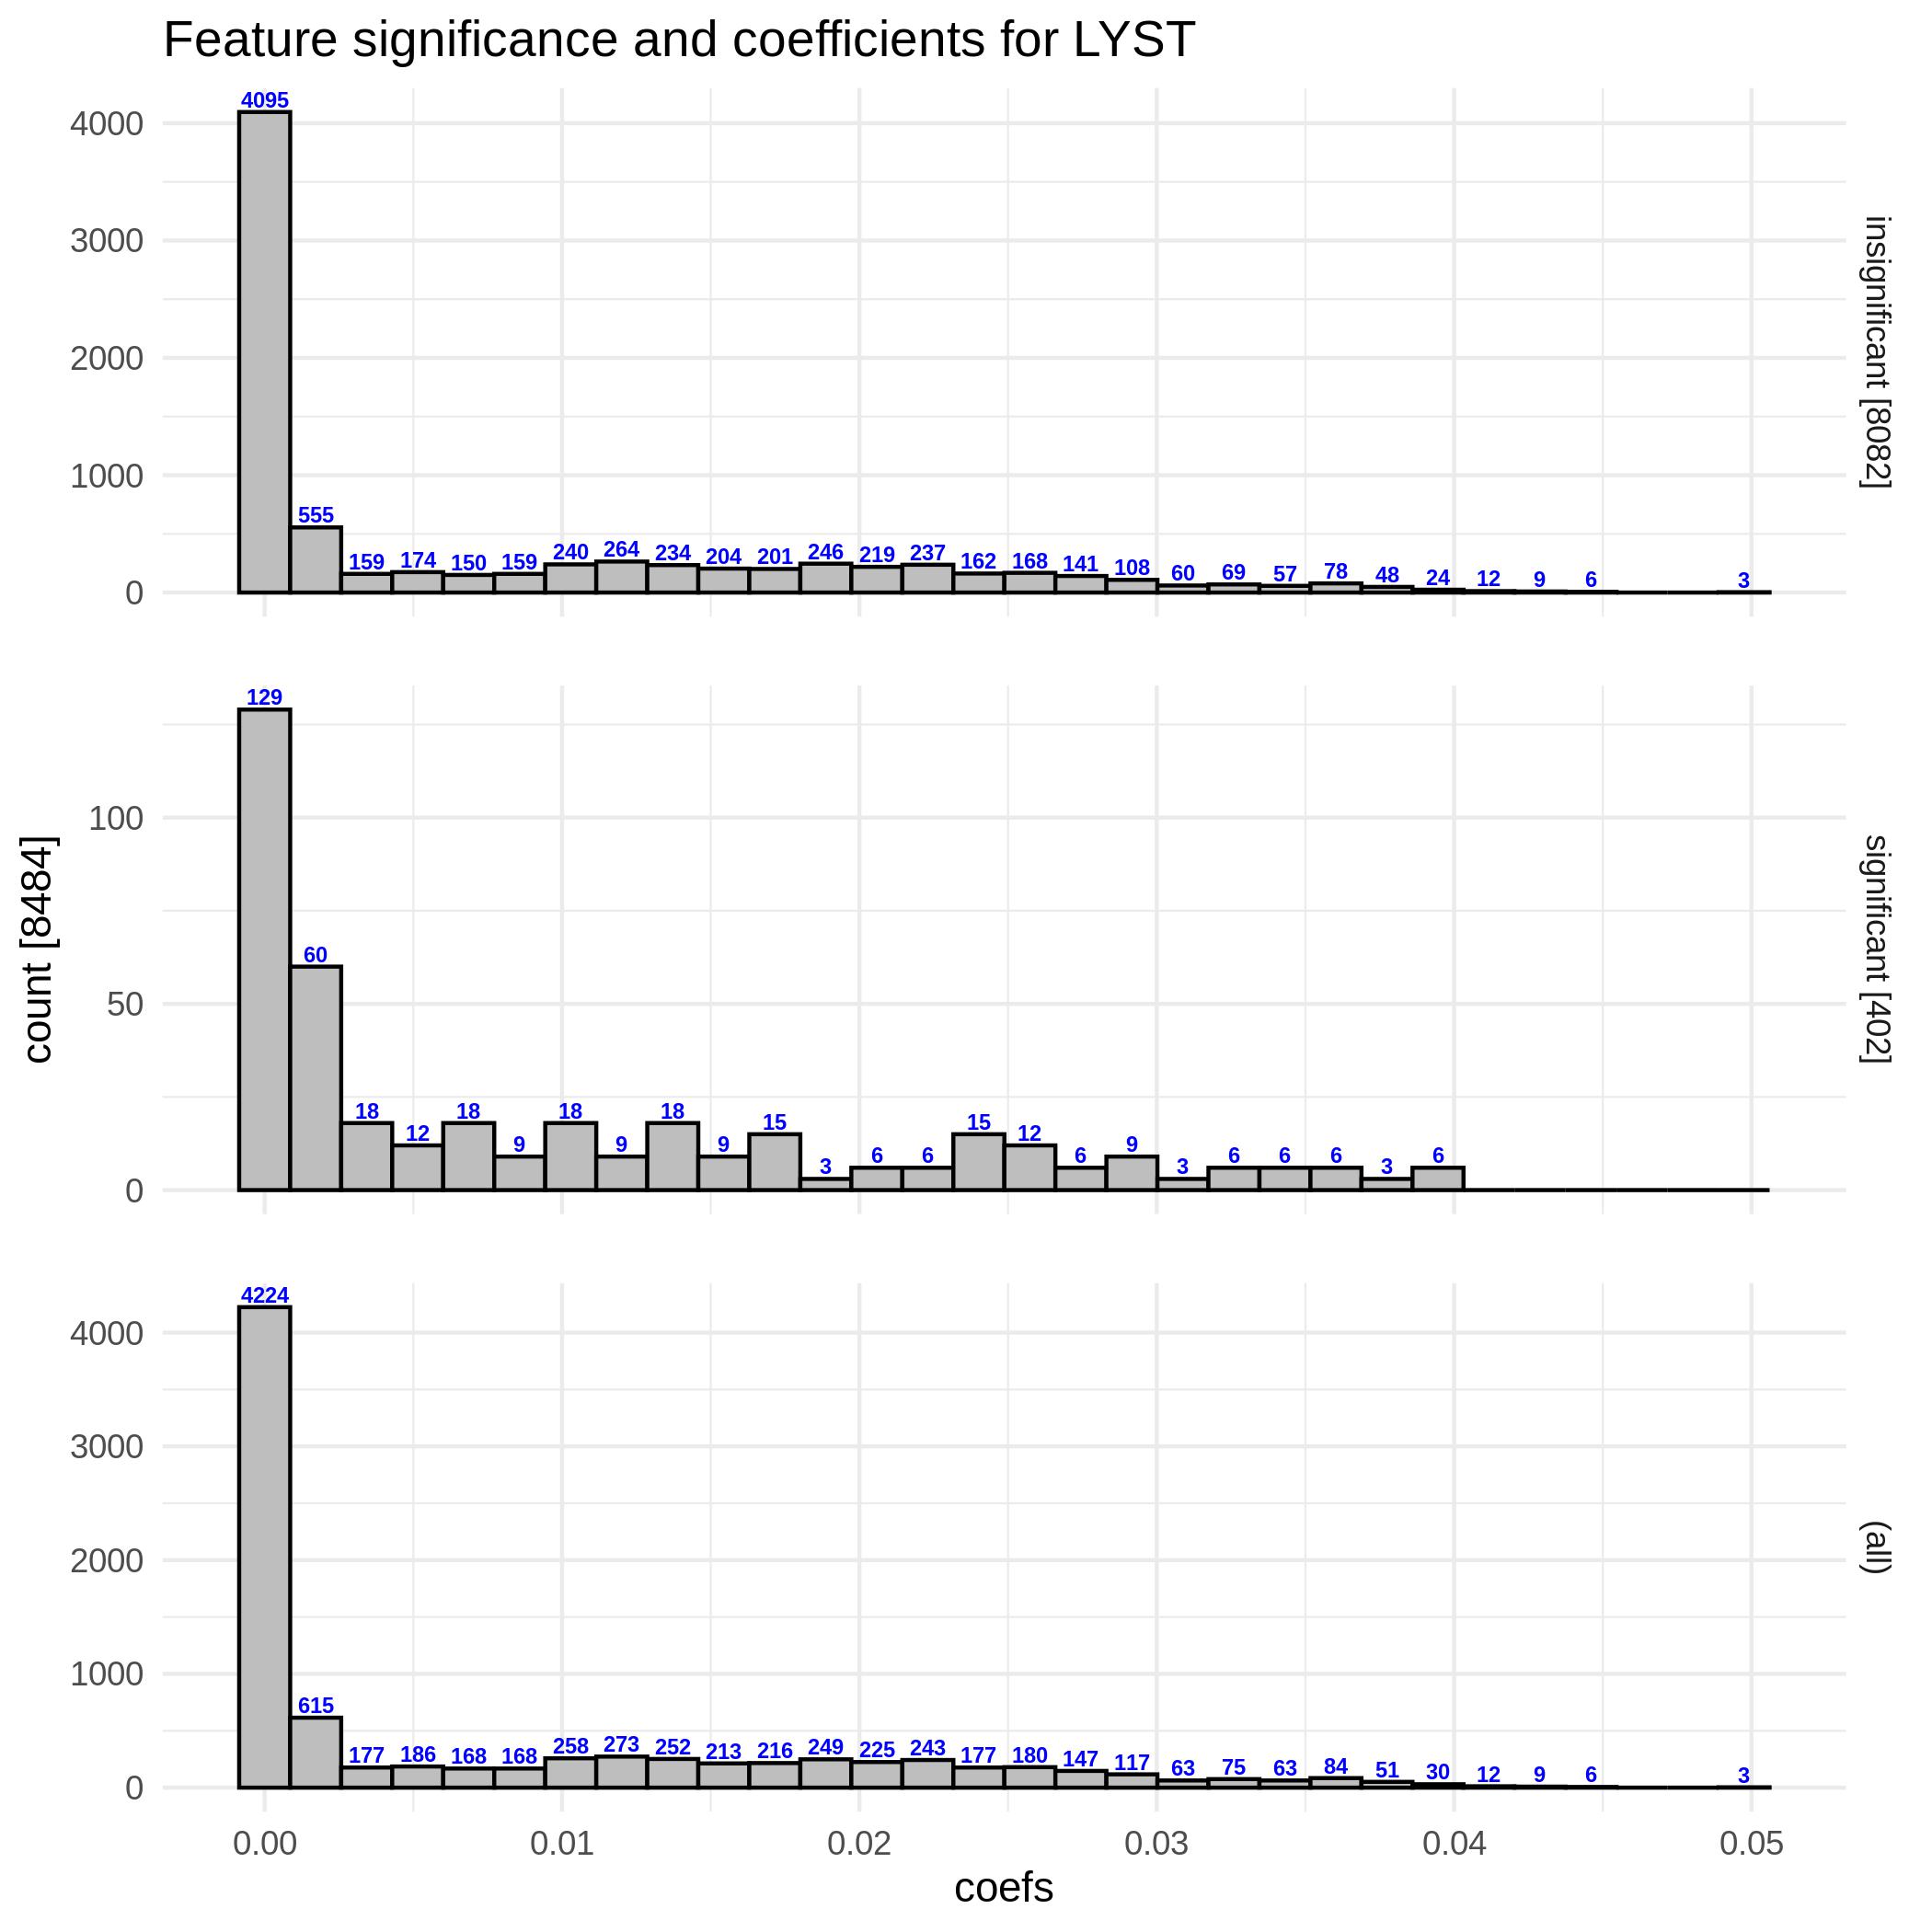 Feature significance and coefficients for LYST
4095
4000
3000
2000
1000
0
555 159 174 150 159 240 264 234 204 201 246 219 237 162 168 141 108 60 69 57 78 48 24 12 9 6 3
insignificant [8082]
count [8484]
129
100
50
0
60 18 12 18 9 18 9 18 9 15 3 6 6 15 12 6 9 3 6 6 6 3 6
significant [402]
4224
4000
3000
2000
1000
0
615 177 186 168 168 258 273 252 213 216 249 225 243 177 180 147 117 63 75 63 84 51 30 12 9 6 3
(all)
0.00 0.01 0.02 0.03 0.04 0.05
coefs